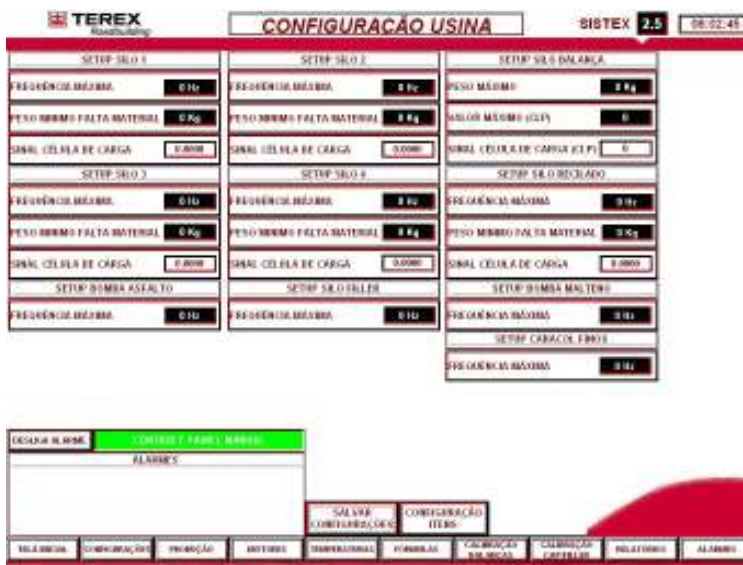 TEREX
Roadbuilding
CONFIGURACÃO USINA
SISTEX 2.5
08:02:45
SETUP SILO 1
FREQUÊNCIA MÁXIMA 0 Hz
PESO MINIMO FALTA MATERIAL 0 Kg
SINAL CÉLULA DE CARGA 0.0000
SETUP SILO 2
FREQUÊNCIA MÁXIMA 0 Hz
PESO MINIMO FALTA MATERIAL 0 Kg
SINAL CÉLULA DE CARGA 0.0000
SETUP SILO BALANÇA
PESO MÁXIMO 0 Kg
VALOR MÁXIMO (CLP) 0
SINAL CÉLULA DE CARGA (CLP) 0
SETUP SILO 3
FREQUÊNCIA MÁXIMA 0 Hz
PESO MINIMO FALTA MATERIAL 0 Kg
SINAL CÉLULA DE CARGA 0.0000
SETUP SILO 4
FREQUÊNCIA MÁXIMA 0 Hz
PESO MINIMO FALTA MATERIAL 0 Kg
SINAL CÉLULA DE CARGA 0.0000
SETUP SILO RECILADO
FREQUÊNCIA MÁXIMA 0 Hz
PESO MINIMO FALTA MATERIAL 0 Kg
SINAL CÉLULA DE CARGA 0.0000
SETUP BOMBA ASFALTO
FREQUÊNCIA MÁXIMA 0 Hz
SETUP SILO FILLER
FREQUÊNCIA MÁXIMA 0 Hz
SETUP BOMBA MALTENO
FREQUÊNCIA MÁXIMA 0 Hz
SETUP CARACOL FINOS
FREQUÊNCIA MÁXIMA 0 Hz
DESLIGA ALARME
CONTROL PANEL MANUAL
ALARMES
SALVAR
CONFIGURAÇÕES
CONFIGURAÇÃO
ITENS
TELA INICIAL
CONFIGURAÇÕES
PRODUÇÃO
MOTORES
TEMPERATURAS
FORMULAS
CALIBRAÇÃO
BALANÇAS
CALIBRAÇÃO
RELATÓRIOS
ALARMES